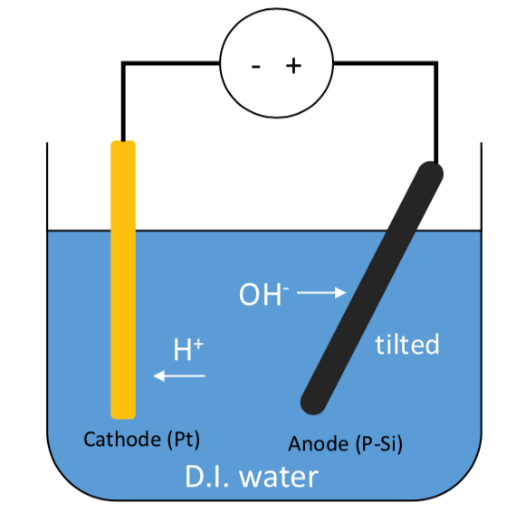 - +
OH⁻
H⁺
tilted
Cathode (Pt)
Anode (P-Si)
D.I. water